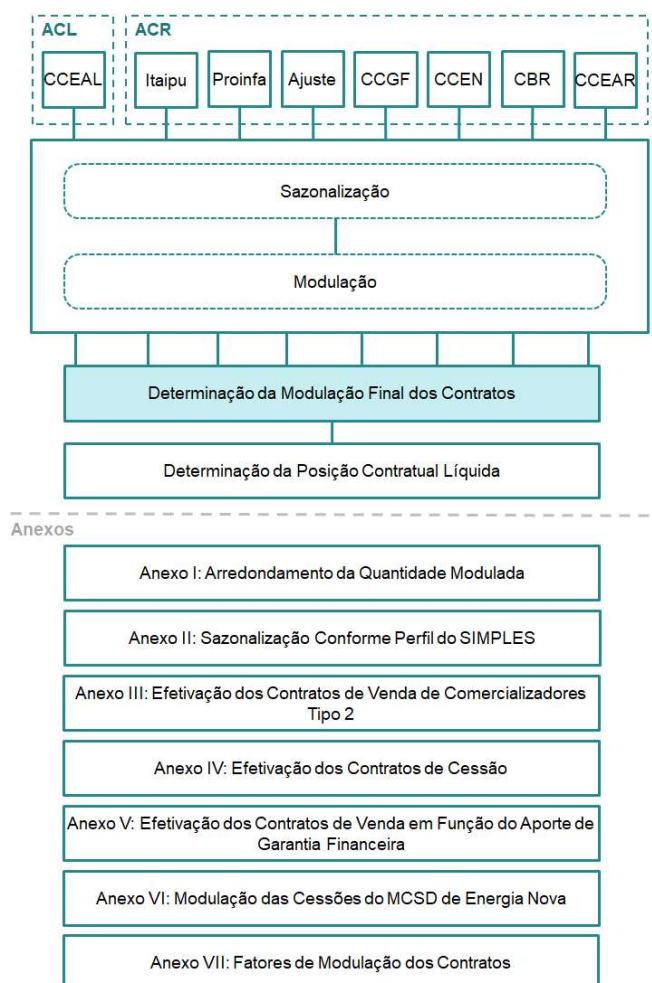 ACL
ACR
CCEAL
Itaipu
Proinfa
Ajuste
CCGF
CCEN
CBR
CCEAR
Sazonalização
Modulação
Determinação da Modulação Final dos Contratos
Determinação da Posição Contratual Líquida
Anexos
Anexo I: Arredondamento da Quantidade Modulada
Anexo II: Sazonalização Conforme Perfil do SIMPLES
Anexo III: Efetivação dos Contratos de Venda de Comercializadores
Tipo 2
Anexo IV: Efetivação dos Contratos de Cessão
Anexo V: Efetivação dos Contratos de Venda em Função do Aporte de
Garantia Financeira
Anexo VI: Modulação das Cessões do MCSD de Energia Nova
Anexo VII: Fatores de Modulação dos Contratos